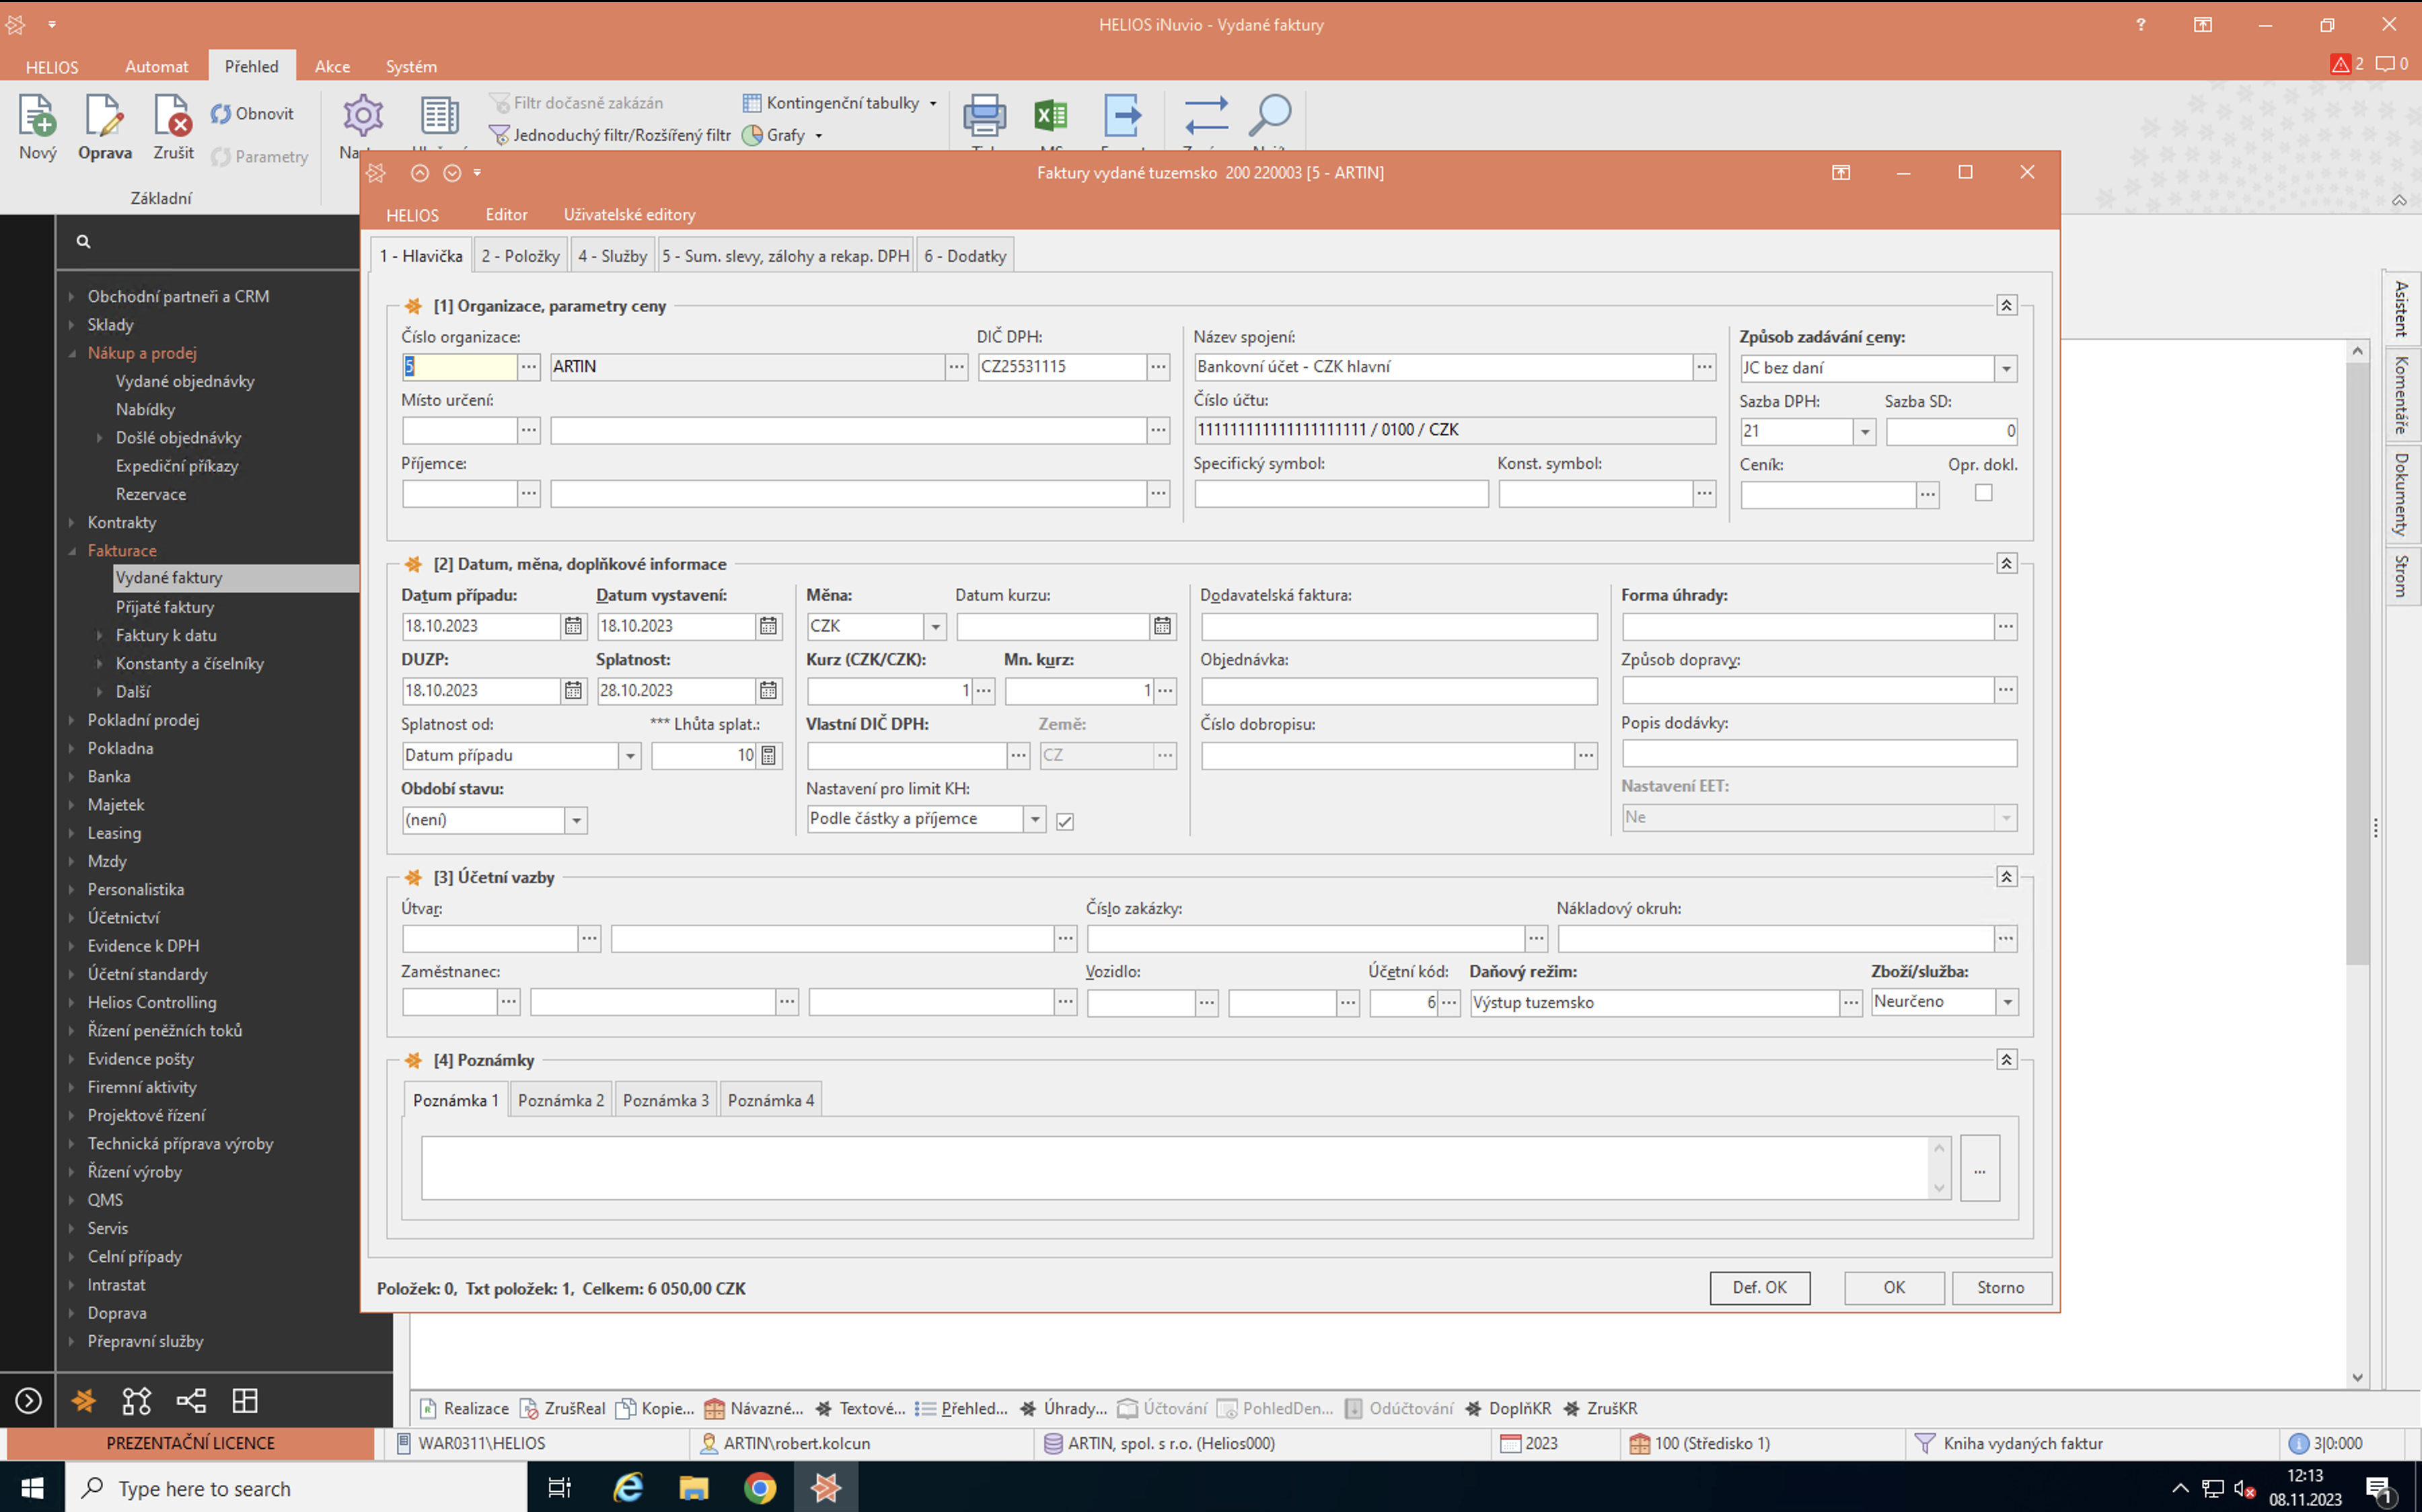 HELIOS iNuvio - Vydané faktury
HELIOS Automat Přehled Akce Systém
2 0
Nový Oprava Zrušit Obnovit Parametry
Filtr dočasně zakázán
Jednoduchý filtr/Rozšířený filtr
Kontingenční tabulky
Grafy
Základní
Faktury vydané tuzemsko 200 220003 [5 - ARTIN]
HELIOS Editor Uživatelské editory
1 - Hlavička 2 - Položky 4 - Služby 5 - Sum. slevy, zálohy a rekap. DPH 6 - Dodatky
[1] Organizace, parametry ceny
Číslo organizace: DIČ DPH: Název spojení: Způsob zadávání ceny:
5 ... ARTIN ... CZ25531115 ... Bankovní účet - CZK hlavní ... JC bez daní
Místo určení: Číslo účtu: Sazba DPH: Sazba SD:
111111111111111111111 / 0100 / CZK 21 0
Příjemce: Specifický symbol: Konst. symbol: Ceník: Opr. dokl.
[2] Datum, měna, doplňkové informace
Datum případu: Datum vystavení: Měna: Datum kurzu: Dodavatelská faktura: Forma úhrady:
18.10.2023 18.10.2023 CZK
DUZP: Splatnost: Kurz (CZK/CZK): Mn. kurz: Objednávka: Způsob dopravy:
18.10.2023 28.10.2023 1 ... 1 ...
Splatnost od: *** Lhůta splat.: Vlastní DIČ DPH: Země: Číslo dobropisu: Popis dodávky:
Datum případu 10 ... CZ ...
Období stavu: Nastavení pro limit KH: Nastavení EET:
(není) Podle částky a příjemce Ne
[3] Účetní vazby
Útvar: Číslo zakázky: Nákladový okruh:
Zaměstnanec: Vozidlo: Účetní kód: Daňový režim: Zboží/služba:
6 ... Výstup tuzemsko ... Neurčeno
[4] Poznámky
Poznámka 1 Poznámka 2 Poznámka 3 Poznámka 4
...
Položek: 0, Txt položek: 1, Celkem: 6 050,00 CZK
Def. OK OK Storno
Obchodní partneři a CRM
Sklady
Nákup a prodej
Vydané objednávky
Nabídky
Došlé objednávky
Expediční příkazy
Rezervace
Kontrakty
Fakturace
Vydané faktury
Přijaté faktury
Faktury k datu
Konstanty a číselníky
Další
Pokladní prodej
Pokladna
Banka
Majetek
Leasing
Mzdy
Personalistika
Účetnictví
Evidence k DPH
Účetní standardy
Helios Controlling
Řízení peněžních toků
Evidence pošty
Firemní aktivity
Projektové řízení
Technická příprava výroby
Řízení výroby
QMS
Servis
Celní případy
Intrastat
Doprava
Přepravní služby
Asistent
Komentáře
Dokumenty
Strom
Realizace ZrušReal Kopie... Návazné... Textové... Přehled... Úhrady... Účtování PohledDen... Odúčtování DoplňKR ZrušKR
PREZENTAČNÍ LICENCE WAR0311\HELIOS ARTIN\robert.kolcun ARTIN, spol. s r.o. (Helios000) 2023 100 (Středisko 1) Kniha vydaných faktur 3|0:000
Type here to search
12:13
08.11.2023
1